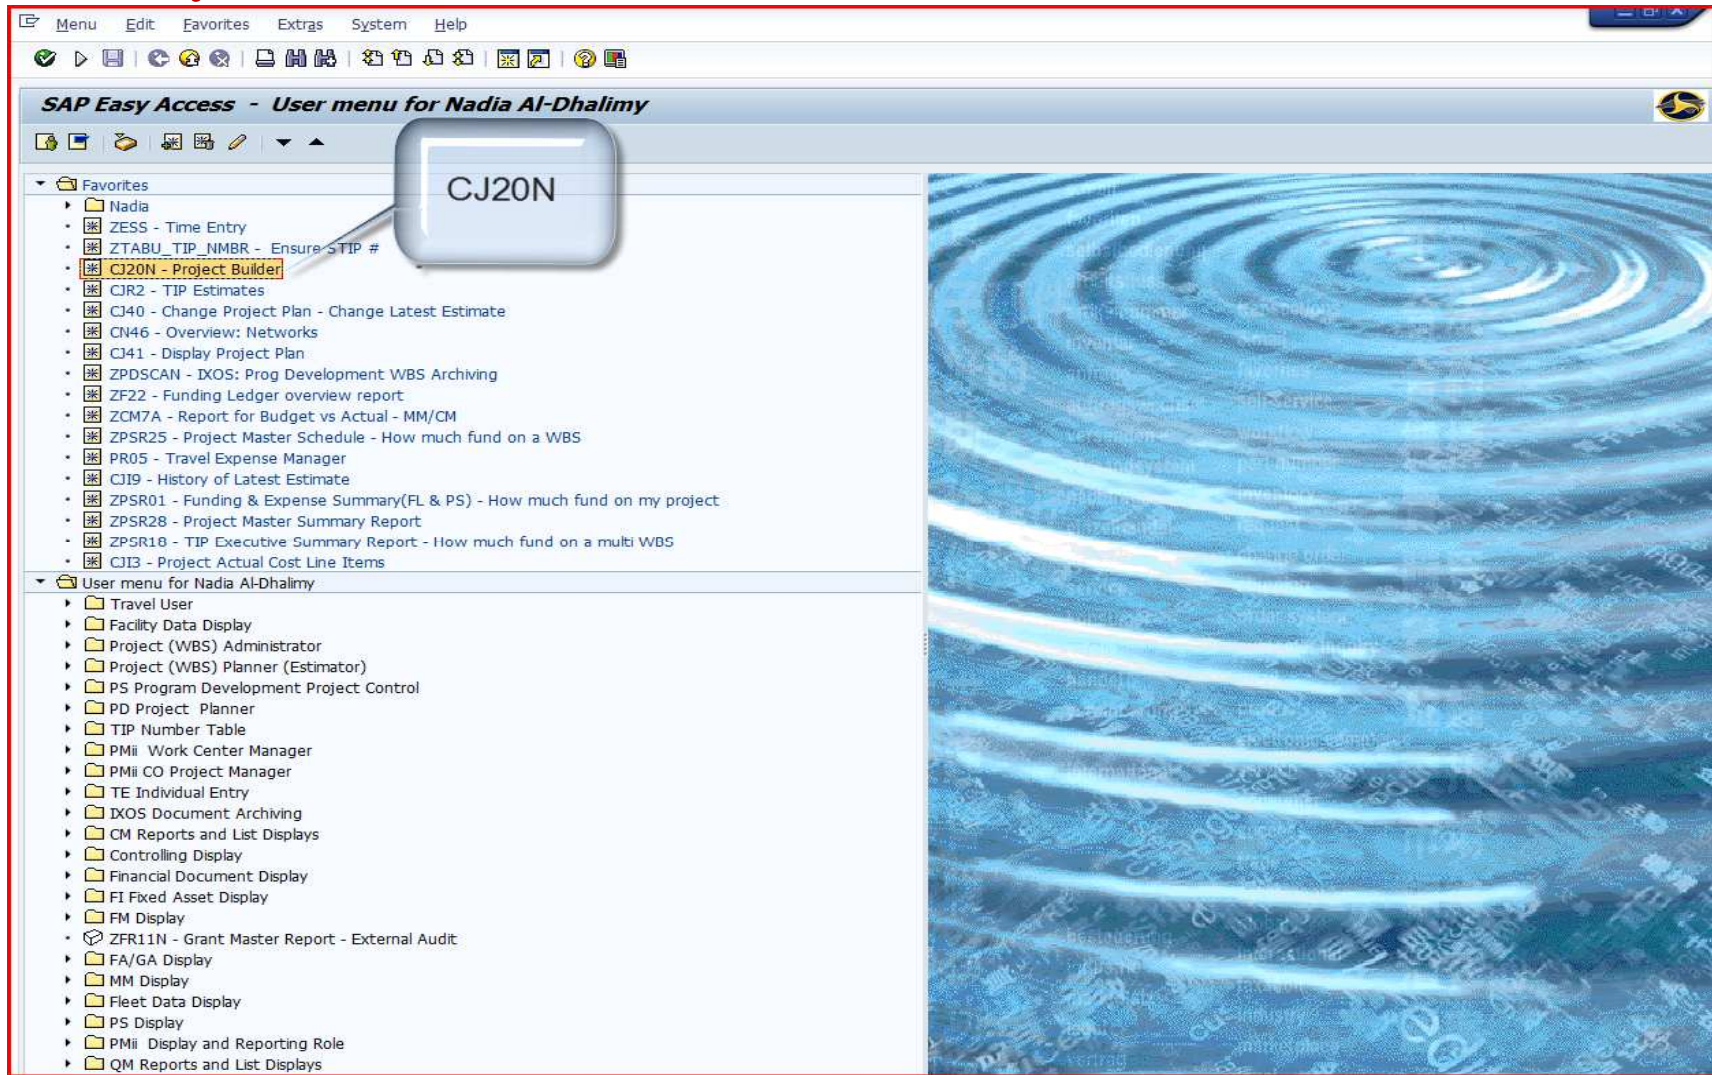 Menu Edit Favorites Extras System Help
SAP Easy Access - User menu for Nadia Al-Dhalimy
CJ20N
Favorites
Nadia
ZESS - Time Entry
ZTABU_TIP_NMBR - Ensure STIP #
CJ20N - Project Builder
CJR2 - TIP Estimates
CJ40 - Change Project Plan - Change Latest Estimate
CN46 - Overview: Networks
CJ41 - Display Project Plan
ZPDSCAN - IXOS: Prog Development WBS Archiving
ZF22 - Funding Ledger overview report
ZCM7A - Report for Budget vs Actual - MM/CM
ZPSR25 - Project Master Schedule - How much fund on a WBS
PR05 - Travel Expense Manager
CJI9 - History of Latest Estimate
ZPSR01 - Funding & Expense Summary(FL & PS) - How much fund on my project
ZPSR28 - Project Master Summary Report
ZPSR18 - TIP Executive Summary Report - How much fund on a multi WBS
CJI3 - Project Actual Cost Line Items
User menu for Nadia Al-Dhalimy
Travel User
Facility Data Display
Project (WBS) Administrator
Project (WBS) Planner (Estimator)
PS Program Development Project Control
PD Project Planner
TIP Number Table
PMii Work Center Manager
PMii CO Project Manager
TE Individual Entry
IXOS Document Archiving
CM Reports and List Displays
Controlling Display
Financial Document Display
FI Fixed Asset Display
FM Display
ZFR11N - Grant Master Report - External Audit
FA/GA Display
MM Display
Fleet Data Display
PS Display
PMii Display and Reporting Role
QM Reports and List Displays